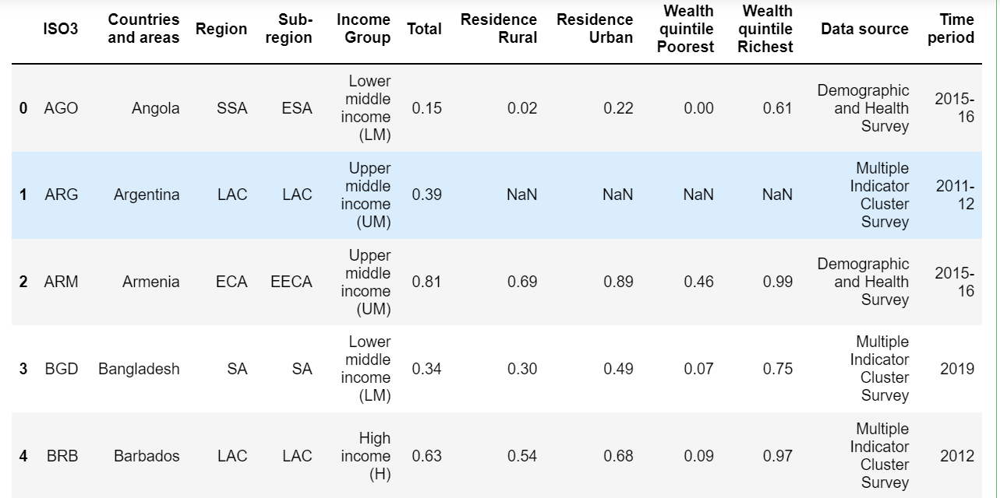 ISO3 Countries and areas Region Sub-region Income Group Total Residence Rural Residence Urban Wealth quintile Poorest Wealth quintile Richest Data source Time period
0 AGO Angola SSA ESA Lower middle income (LM) 0.15 0.02 0.22 0.00 0.61 Demographic and Health Survey 2015-16
1 ARG Argentina LAC LAC Upper middle income (UM) 0.39 NaN NaN NaN NaN Multiple Indicator Cluster Survey 2011-12
2 ARM Armenia ECA EECA Upper middle income (UM) 0.81 0.69 0.89 0.46 0.99 Demographic and Health Survey 2015-16
3 BGD Bangladesh SA SA Lower middle income (LM) 0.34 0.30 0.49 0.07 0.75 Multiple Indicator Cluster Survey 2019
4 BRB Barbados LAC LAC High income (H) 0.63 0.54 0.68 0.09 0.97 Multiple Indicator Cluster Survey 2012